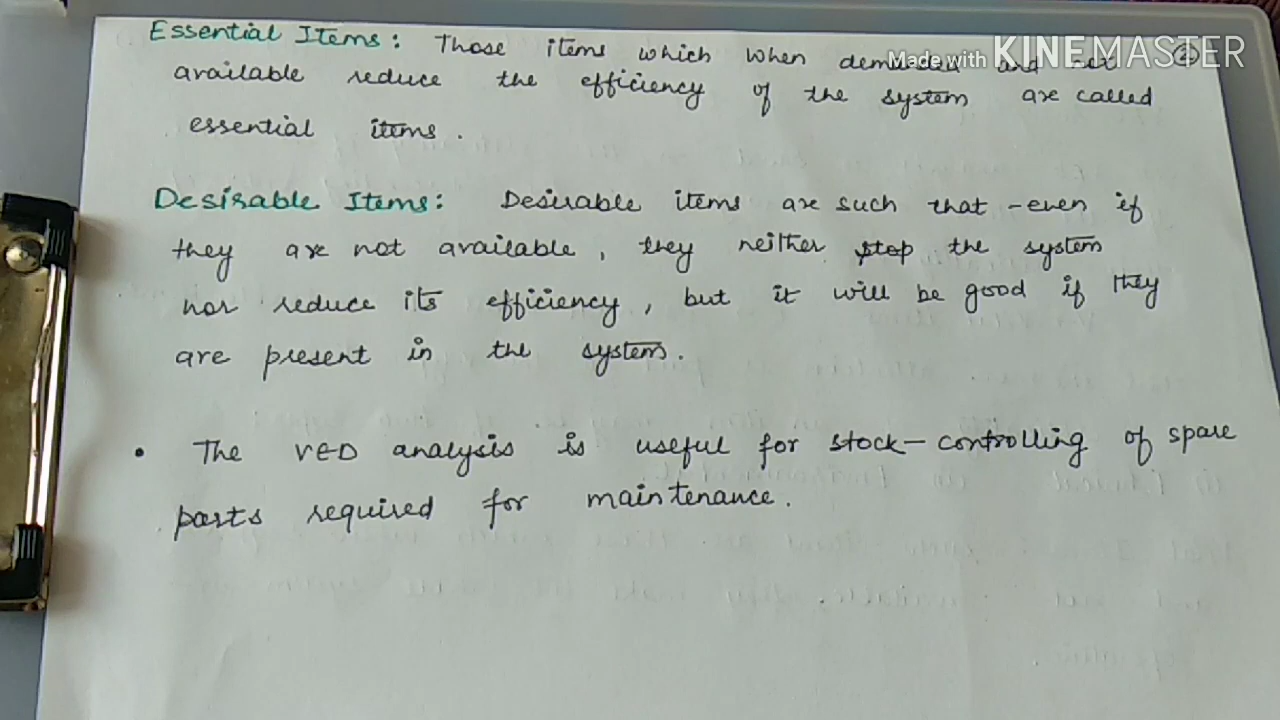 Essential Items: Those items which when demanded and not
available reduce the efficiency of the system are called
essential items.
Desirable Items: Desirable items are such that - even if
they are not available, they neither stop the system
nor reduce its efficiency, but it will be good if they
are present in the system.
• The VED analysis is useful for stock-controlling of spare
parts required for maintenance.
Made with KINEMASTER